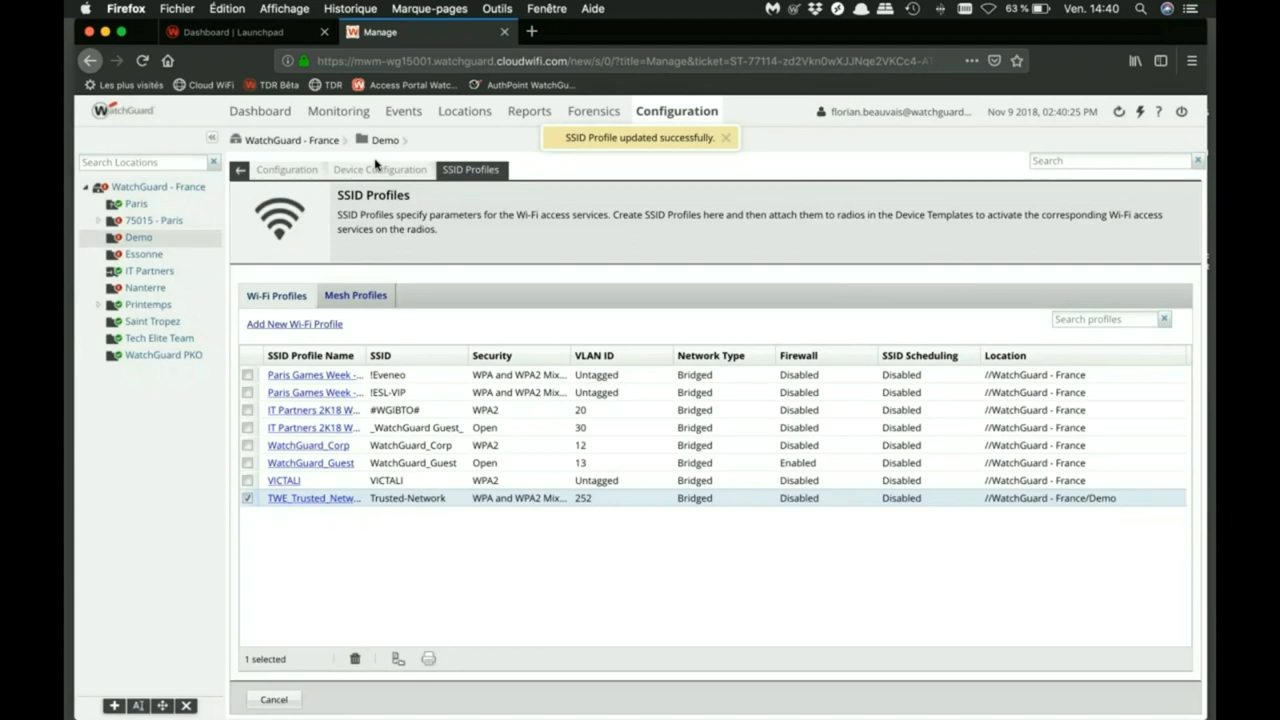 Firefox Fichier Édition Affichage Historique Marque-pages Outils Fenêtre Aide 63 % Ven. 14:40
Dashboard | Launchpad Manage
https://mwm-wg15001.watchguard.cloudwifi.com/new/s/0/?title=Manage&ticket=ST-77114-zd2Vkn0wXJJNqe2VKCc4-A7
Les plus visités Cloud WiFi TDR Bêta TDR Access Portal Watc... AuthPoint WatchGu...
WatchGuard Dashboard Monitoring Events Locations Reports Forensics Configuration florian.beauvais@watchguard... Nov 9 2018, 02:40:25 PM
WatchGuard - France Demo SSID Profile updated successfully.
Search Locations Search
Configuration Device Configuration SSID Profiles
WatchGuard - France
Paris
75015 - Paris
Demo
Essonne
IT Partners
Nanterre
Printemps
Saint Tropez
Tech Elite Team
WatchGuard PKO
SSID Profiles
SSID Profiles specify parameters for the Wi-Fi access services. Create SSID Profiles here and then attach them to radios in the Device Templates to activate the corresponding Wi-Fi access
services on the radios.
Wi-Fi Profiles Mesh Profiles
Add New Wi-Fi Profile Search profiles
SSID Profile Name SSID Security VLAN ID Network Type Firewall SSID Scheduling Location
Paris Games Week -... !Eveneo WPA and WPA2 Mix... Untagged Bridged Disabled Disabled //WatchGuard - France
Paris Games Week -... !ESL-VIP WPA and WPA2 Mix... Untagged Bridged Disabled Disabled //WatchGuard - France
IT Partners 2K18 W... #WGIBTO# WPA2 20 Bridged Disabled Disabled //WatchGuard - France
IT Partners 2K18 W... _WatchGuard Guest_ Open 30 Bridged Disabled Disabled //WatchGuard - France
WatchGuard_Corp WatchGuard_Corp WPA2 12 Bridged Disabled Disabled //WatchGuard - France
WatchGuard_Guest WatchGuard_Guest Open 13 Bridged Enabled Disabled //WatchGuard - France
VICTALI VICTALI WPA2 Untagged Bridged Disabled Disabled //WatchGuard - France
TWE_Trusted_Netw... Trusted-Network WPA and WPA2 Mix... 252 Bridged Disabled Disabled //WatchGuard - France/Demo
1 selected
Cancel